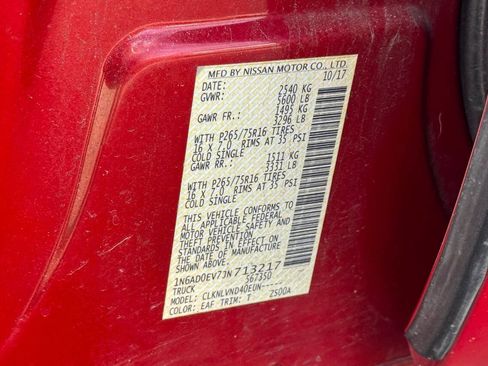 MFD BY NISSAN MOTOR CO., LTD.
DATE: 10/17
GVWR: 2540 KG
5600 LB
GAWR FR.: 1495 KG
3296 LB
WITH P265/75R16 TIRES
16 X 7.0 RIMS AT 35 PSI
COLD SINGLE
GAWR RR.: 1511 KG
3331 LB
WITH P265/75R16 TIRES
16 X 7.0 RIMS AT 35 PSI
COLD SINGLE
THIS VEHICLE CONFORMS TO
ALL APPLICABLE FEDERAL
MOTOR VEHICLE SAFETY AND
THEFT PREVENTION
STANDARDS IN EFFECT ON
THE DATE OF MANUFACTURE
1N6AD0EV7JN713217
TRUCK 567350
MODEL: CLKNLVND40EUN-----
COLOR: EAF TRIM: T 2500A